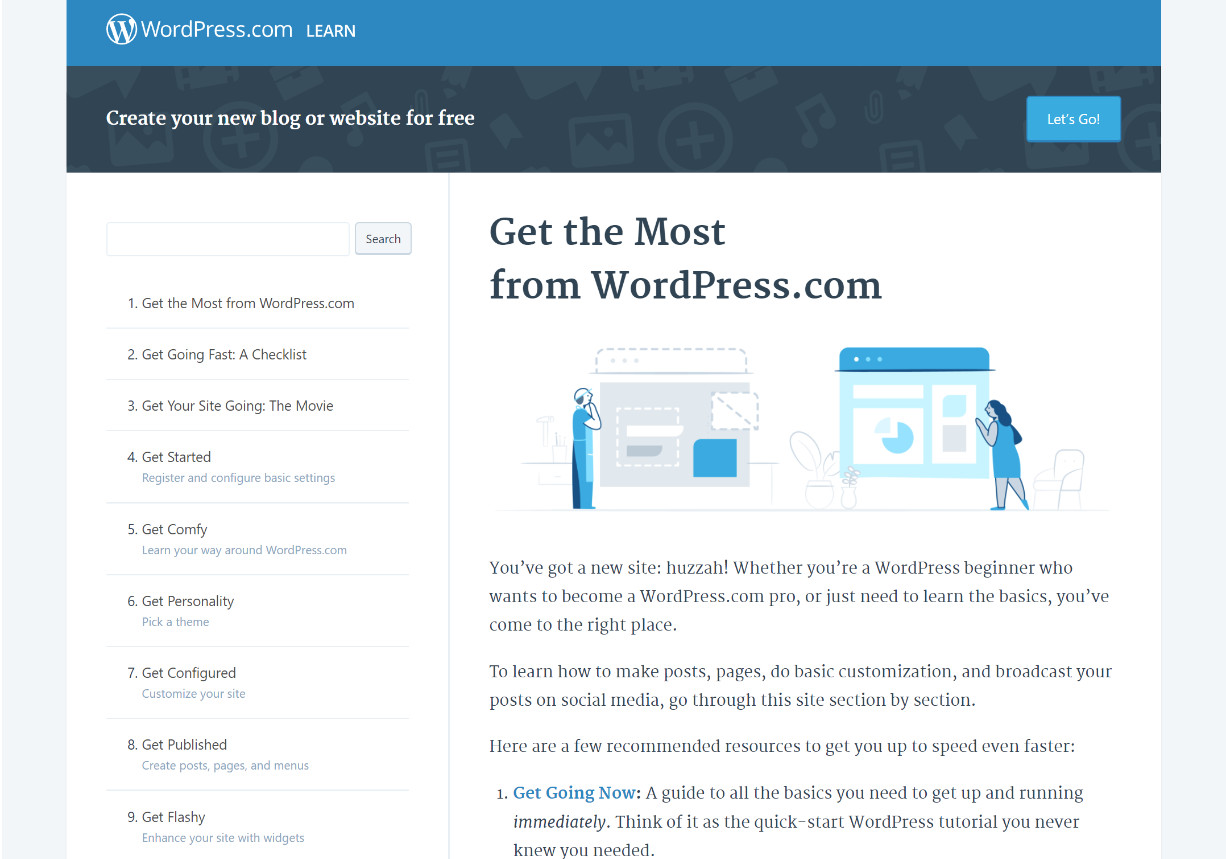 WordPress.com LEARN
Create your new blog or website for free
Let's Go!
Search
1. Get the Most from WordPress.com
2. Get Going Fast: A Checklist
3. Get Your Site Going: The Movie
4. Get Started
Register and configure basic settings
5. Get Comfy
Learn your way around WordPress.com
6. Get Personality
Pick a theme
7. Get Configured
Customize your site
8. Get Published
Create posts, pages, and menus
9. Get Flashy
Enhance your site with widgets
Get the Most
from WordPress.com
You’ve got a new site: huzzah! Whether you’re a WordPress beginner who
wants to become a WordPress.com pro, or just need to learn the basics, you’ve
come to the right place.
To learn how to make posts, pages, do basic customization, and broadcast your
posts on social media, go through this site section by section.
Here are a few recommended resources to get you up to speed even faster:
1. Get Going Now: A guide to all the basics you need to get up and running
immediately. Think of it as the quick-start WordPress tutorial you never
knew you needed.